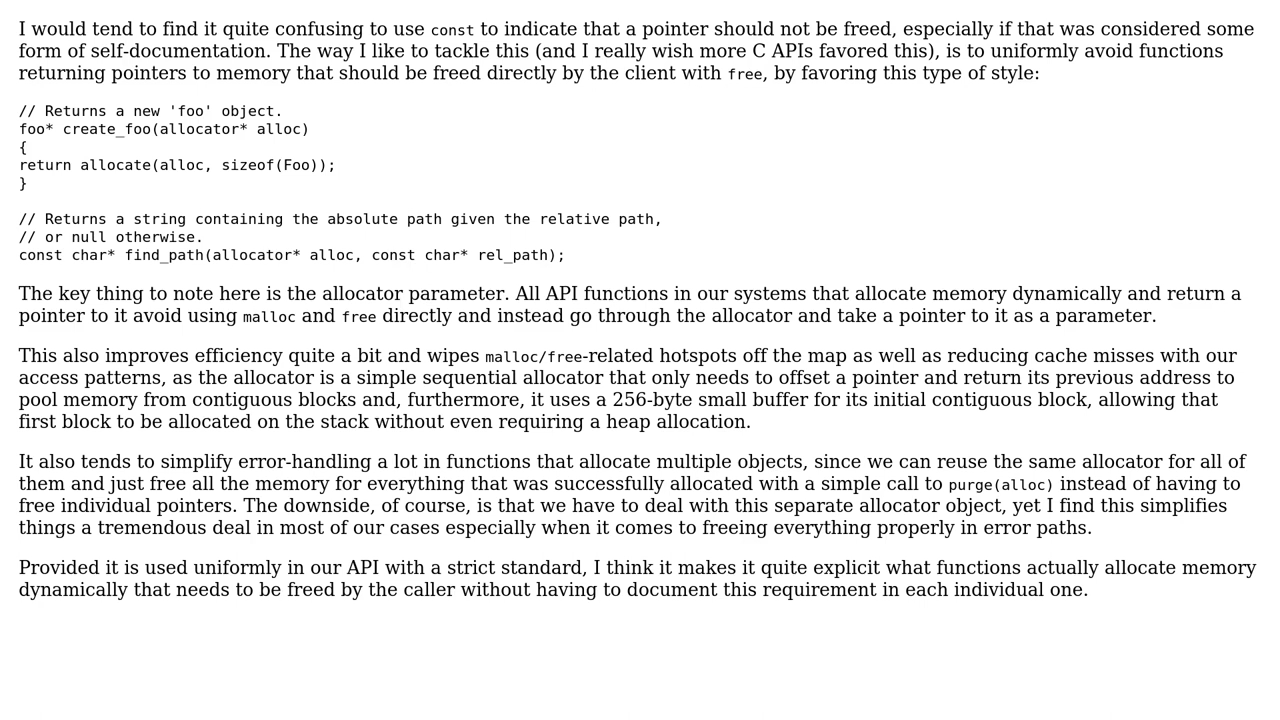 I would tend to find it quite confusing to use const to indicate that a pointer should not be freed, especially if that was considered some
form of self-documentation. The way I like to tackle this (and I really wish more C APIs favored this), is to uniformly avoid functions
returning pointers to memory that should be freed directly by the client with free, by favoring this type of style:
// Returns a new 'foo' object.
foo* create_foo(allocator* alloc)
{
return allocate(alloc, sizeof(Foo));
}
// Returns a string containing the absolute path given the relative path,
// or null otherwise.
const char* find_path(allocator* alloc, const char* rel_path);
The key thing to note here is the allocator parameter. All API functions in our systems that allocate memory dynamically and return a
pointer to it avoid using malloc and free directly and instead go through the allocator and take a pointer to it as a parameter.
This also improves efficiency quite a bit and wipes malloc/free-related hotspots off the map as well as reducing cache misses with our
access patterns, as the allocator is a simple sequential allocator that only needs to offset a pointer and return its previous address to
pool memory from contiguous blocks and, furthermore, it uses a 256-byte small buffer for its initial contiguous block, allowing that
first block to be allocated on the stack without even requiring a heap allocation.
It also tends to simplify error-handling a lot in functions that allocate multiple objects, since we can reuse the same allocator for all of
them and just free all the memory for everything that was successfully allocated with a simple call to purge(alloc) instead of having to
free individual pointers. The downside, of course, is that we have to deal with this separate allocator object, yet I find this simplifies
things a tremendous deal in most of our cases especially when it comes to freeing everything properly in error paths.
Provided it is used uniformly in our API with a strict standard, I think it makes it quite explicit what functions actually allocate memory
dynamically that needs to be freed by the caller without having to document this requirement in each individual one.